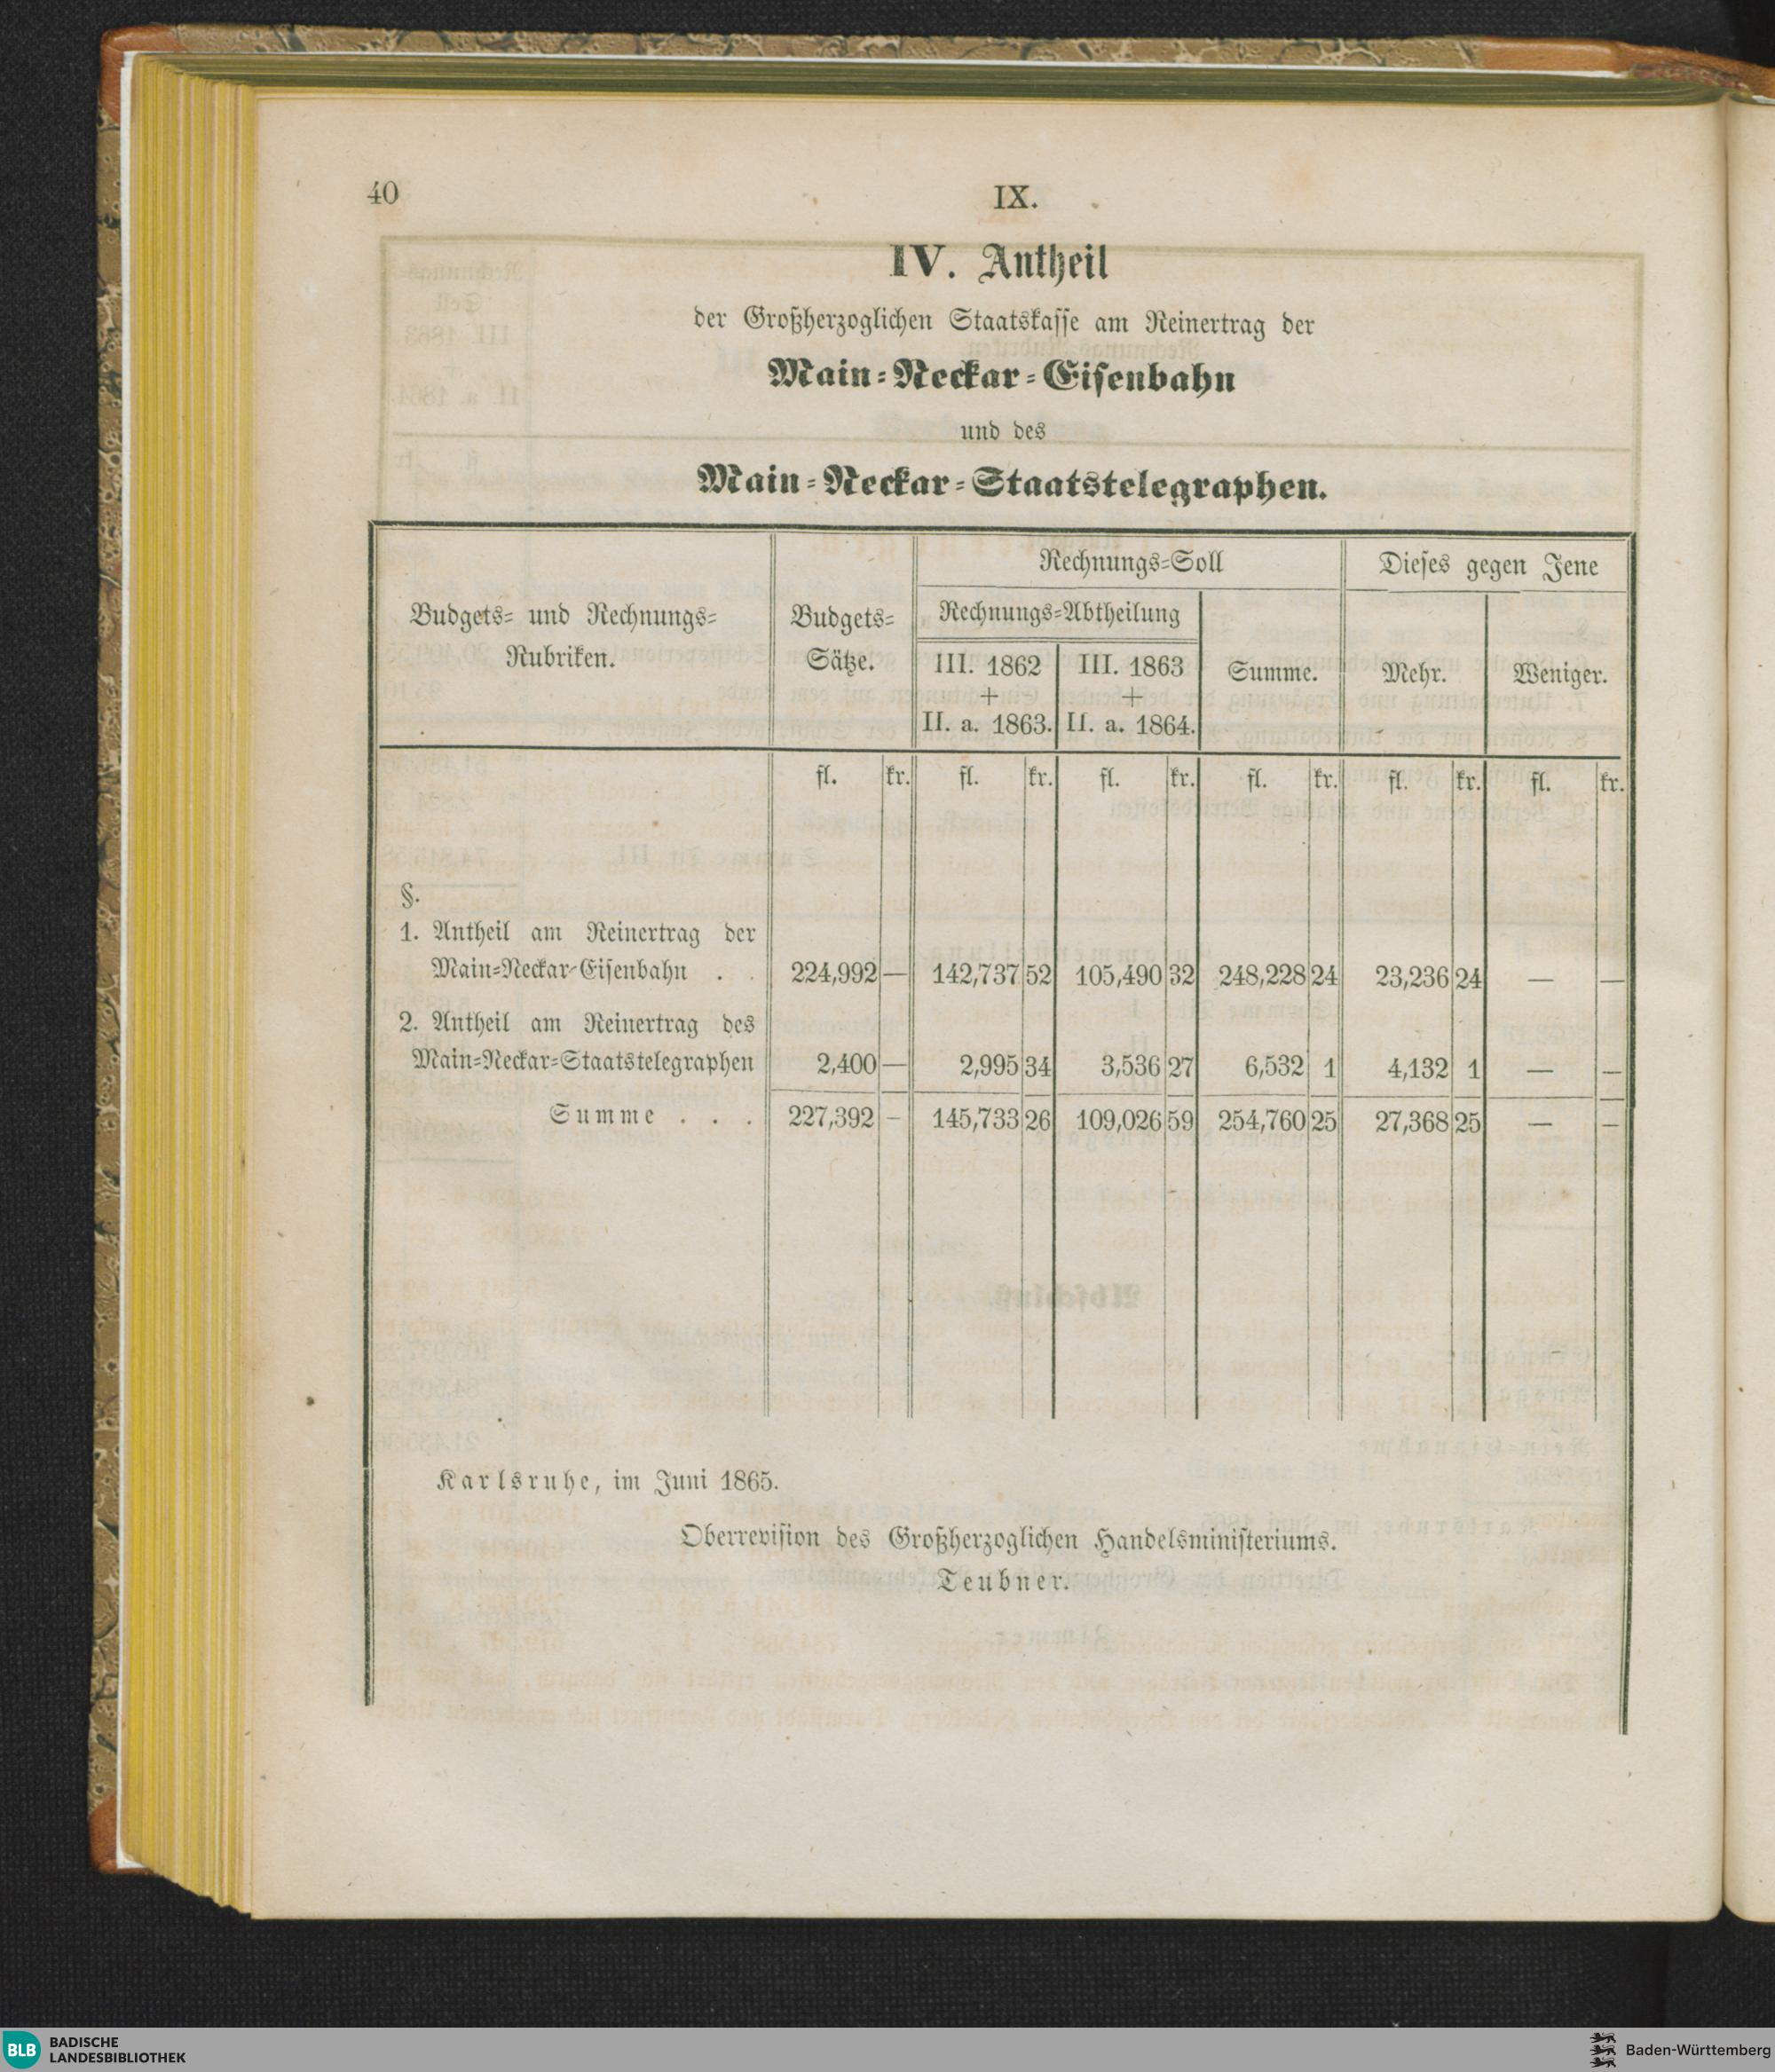 40
IX.
IV. Antheil
der Großherzoglichen Staatskasse am Reinertrag der
Main-Neckar-Eisenbahn
und des
Main-Neckar-Staatstelegraphen.
Budgets- und Rechnungs-
Rubriken.
Budgets-
Sätze.
Rechnungs-Soll
Rechnungs-Abtheilung
III. 1862
+
II. a. 1863.
III. 1863
+
II. a. 1864.
Summe.
Dieses gegen Jene
Mehr.
Weniger.
fl. kr. fl. kr. fl. kr. fl. kr. fl. kr. fl. kr.
§.
1. Antheil am Reinertrag der
Main-Neckar-Eisenbahn . . 224,992 — 142,737 52 105,490 32 248,228 24 23,236 24 — —
2. Antheil am Reinertrag des
Main-Neckar-Staatstelegraphen 2,400 — 2,995 34 3,536 27 6,532 1 4,132 1 — —
Summe . . . 227,392 — 145,733 26 109,026 59 254,760 25 27,368 25 — —
Karlsruhe, im Juni 1865.
Oberrevision des Großherzoglichen Handelsministeriums.
Teubner.
BLB BADISCHE
LANDESBIBLIOTHEK
Baden-Württemberg